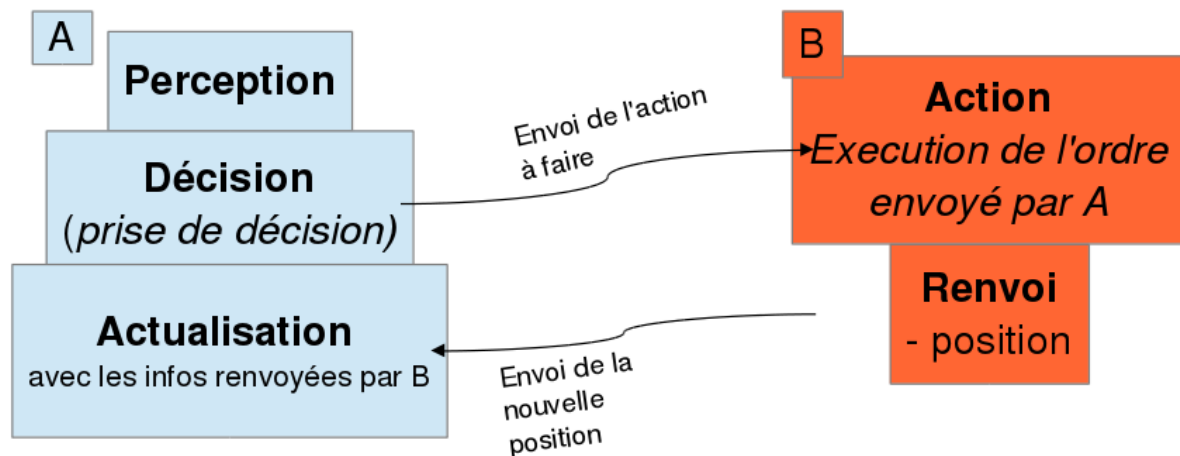 A
Perception
Décision
(prise de décision)
Actualisation
avec les infos renvoyées par B
Envoi de l'action
à faire
Envoi de la
nouvelle
position
B
Action
Execution de l'ordre
envoyé par A
Renvoi
- position